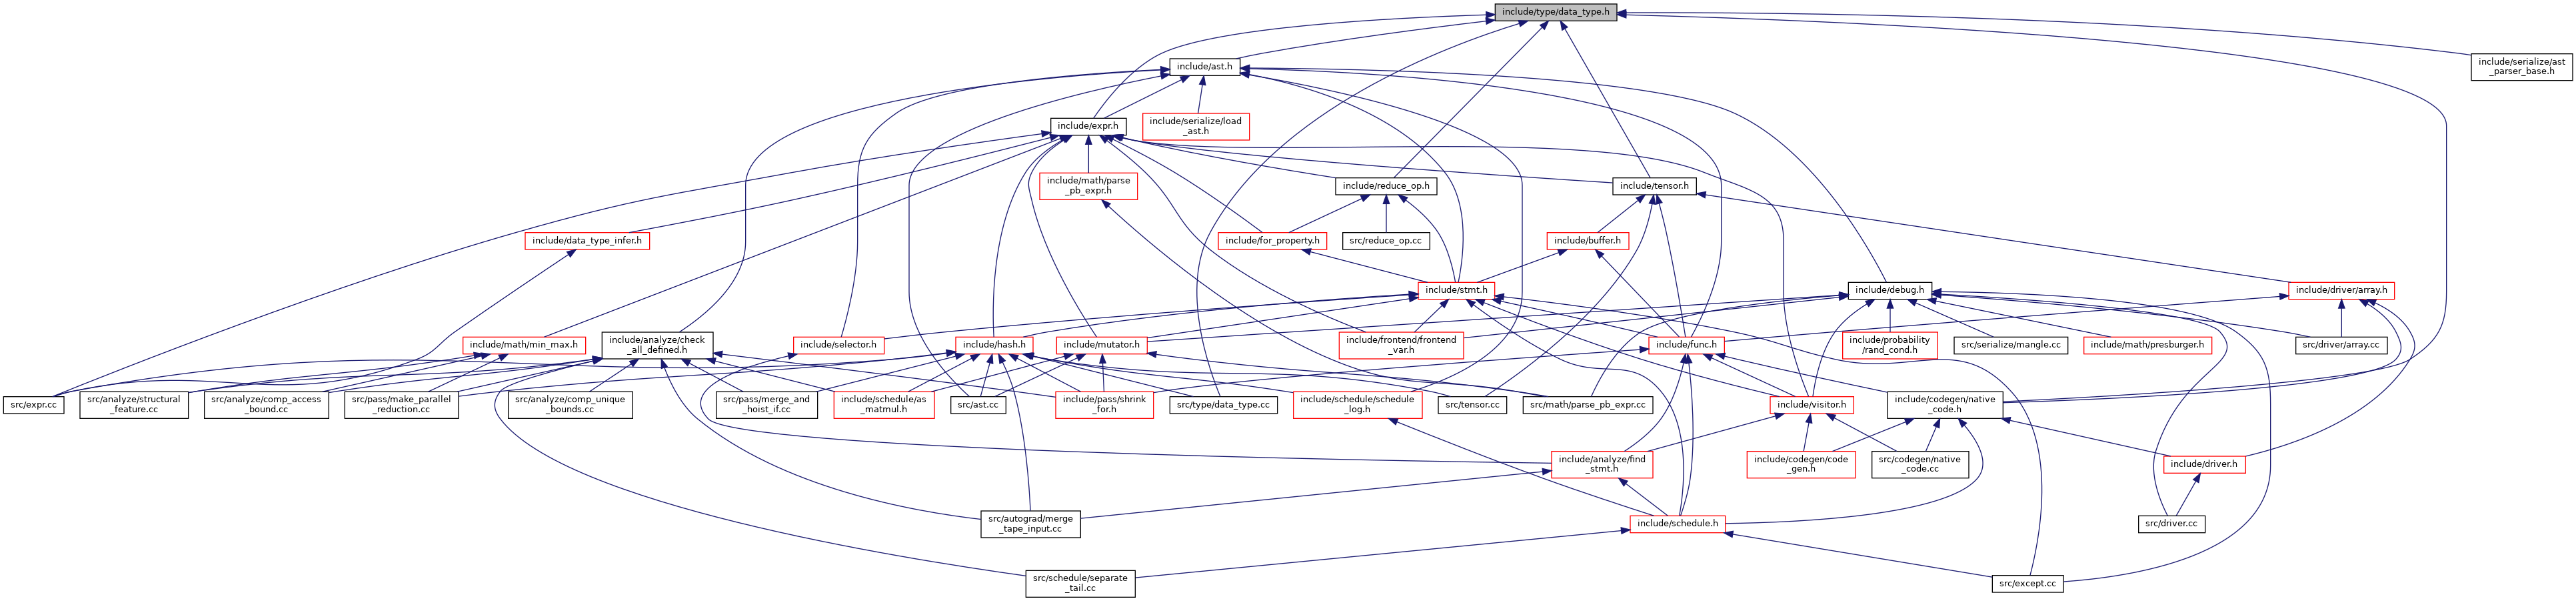 include/type/data_type.h
include/ast.h
include/serialize/ast
_parser_base.h
include/expr.h
include/serialize/load
_ast.h
include/math/parse
_pb_expr.h
include/reduce_op.h
include/tensor.h
include/data_type_infer.h
include/for_property.h
src/reduce_op.cc
include/buffer.h
include/stmt.h
include/debug.h
include/driver/array.h
include/math/min_max.h
include/analyze/check
_all_defined.h
include/selector.h
include/hash.h
include/mutator.h
include/frontend/frontend
_var.h
include/func.h
include/probability
/rand_cond.h
src/serialize/mangle.cc
include/math/presburger.h
src/driver/array.cc
src/expr.cc
src/analyze/structural
_feature.cc
src/analyze/comp_access
_bound.cc
src/pass/make_parallel
_reduction.cc
src/analyze/comp_unique
_bounds.cc
src/pass/merge_and
_hoist_if.cc
include/schedule/as
_matmul.h
src/ast.cc
include/pass/shrink
_for.h
src/type/data_type.cc
include/schedule/schedule
_log.h
src/tensor.cc
src/math/parse_pb_expr.cc
include/visitor.h
include/codegen/native
_code.h
include/analyze/find
_stmt.h
include/codegen/code
_gen.h
src/codegen/native
_code.cc
include/driver.h
src/autograd/merge
_tape_input.cc
include/schedule.h
src/driver.cc
src/schedule/separate
_tail.cc
src/except.cc